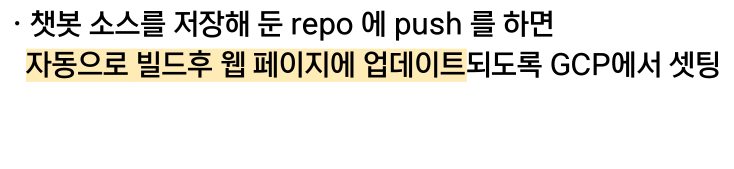 · 챗봇 소스를 저장해 둔 repo 에 push 를 하면
자동으로 빌드후 웹 페이지에 업데이트되도록 GCP에서 셋팅